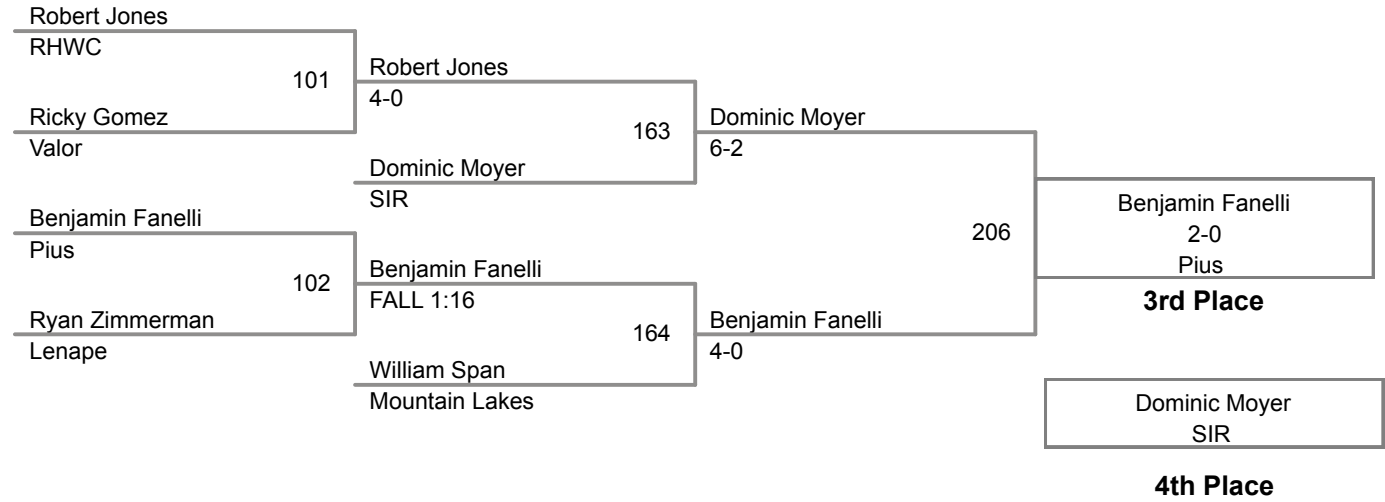 Robert Jones
RHWC
101
Robert Jones
4-0
Ricky Gomez
Valor
163
Dominic Moyer
6-2
Dominic Moyer
SIR
Benjamin Fanelli
Pius
206
Benjamin Fanelli
2-0
Pius
3rd Place
102
Benjamin Fanelli
FALL 1:16
Ryan Zimmerman
Lenape
164
Benjamin Fanelli
4-0
William Span
Mountain Lakes
Dominic Moyer
SIR
4th Place